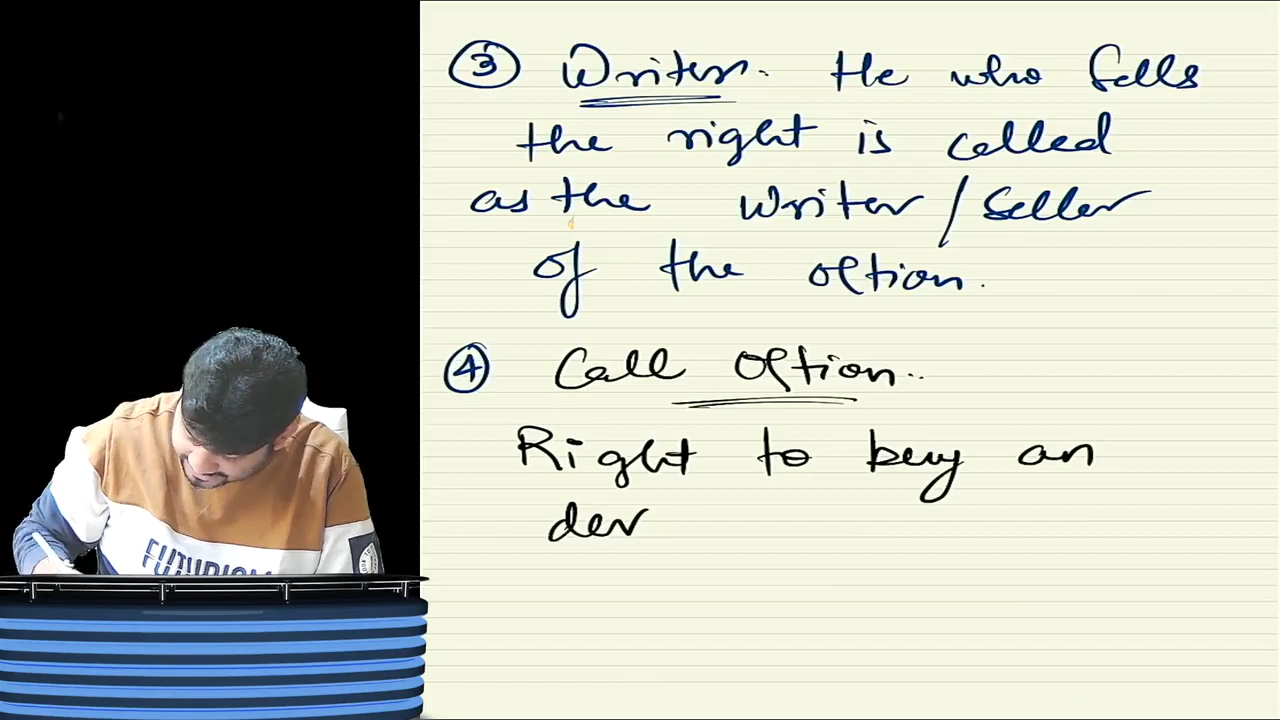 ③ Writer. He who sells
the right is called
as the writer / seller
of the option.
④ Call Option..
Right to buy an
der
FUTURISM